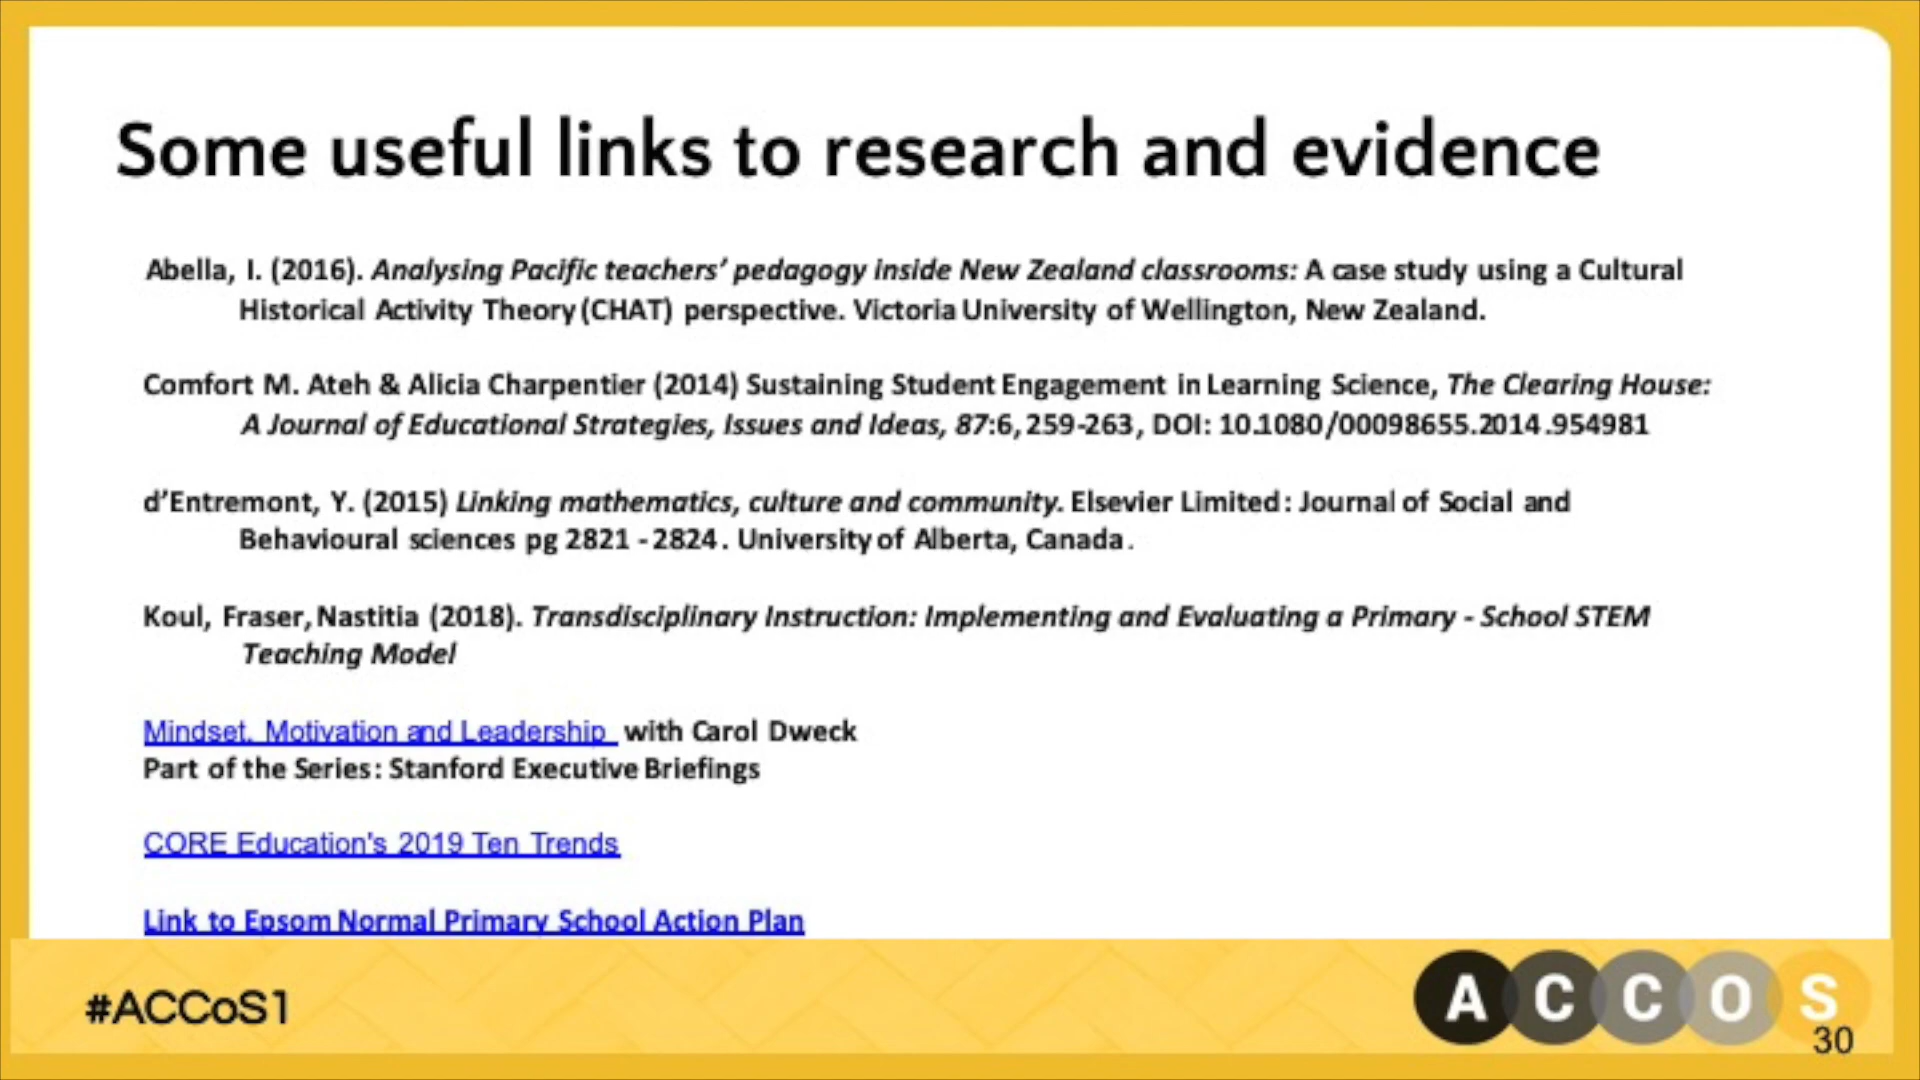 Some useful links to research and evidence
Abella, I. (2016). Analysing Pacific teachers’ pedagogy inside New Zealand classrooms: A case study using a Cultural
Historical Activity Theory (CHAT) perspective. Victoria University of Wellington, New Zealand.
Comfort M. Ateh & Alicia Charpentier (2014) Sustaining Student Engagement in Learning Science, The Clearing House:
A Journal of Educational Strategies, Issues and Ideas, 87:6, 259-263, DOI: 10.1080/00098655.2014.954981
d’Entremont, Y. (2015) Linking mathematics, culture and community. Elsevier Limited: Journal of Social and
Behavioural sciences pg 2821 - 2824. University of Alberta, Canada.
Koul, Fraser, Nastitia (2018). Transdisciplinary Instruction: Implementing and Evaluating a Primary - School STEM
Teaching Model
Mindset, Motivation and Leadership with Carol Dweck
Part of the Series: Stanford Executive Briefings
CORE Education's 2019 Ten Trends
Link to Epsom Normal Primary School Action Plan
#ACCoS1
ACCOS
30